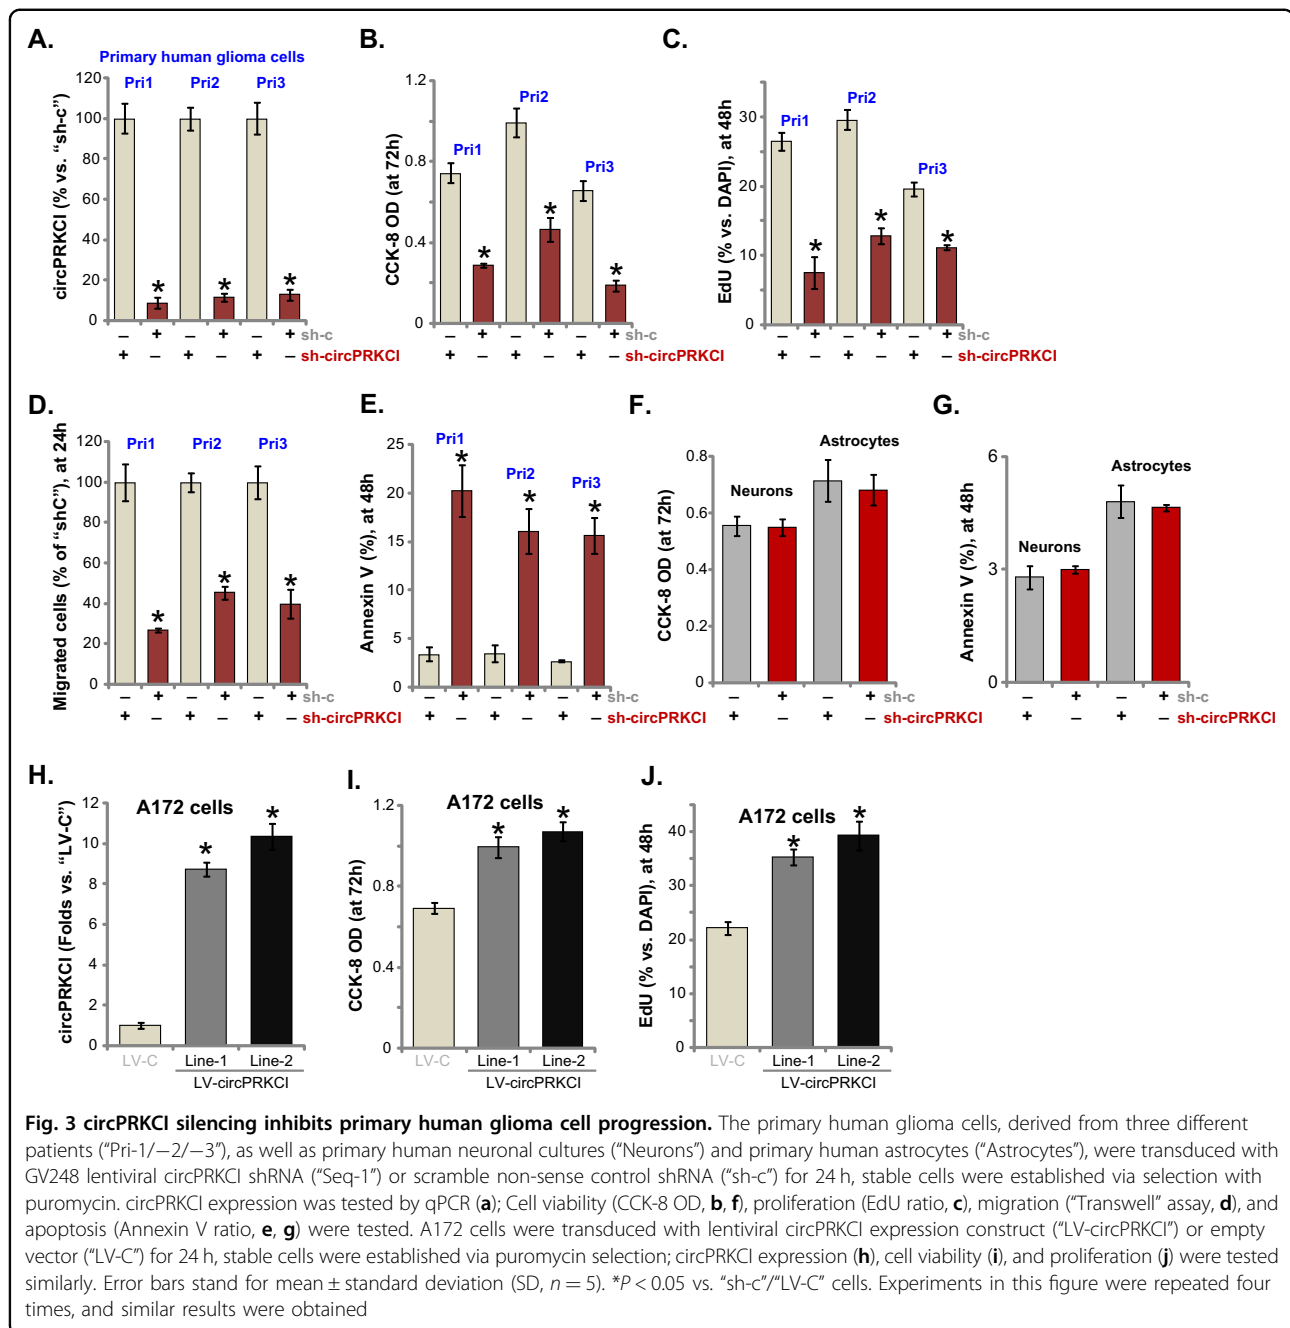 A.
Primary human glioma cells
Pri1 Pri2 Pri3
circPRKCI (% vs. “sh-c”)
120
100
80
60
40
20
0
* * *
– + – + – + sh-c
+ – + – + – sh-circPRKCI
B.
CCK-8 OD (at 72h)
1.2
0.8
0.4
0
Pri1 Pri2 Pri3
* * *
– + – + – + sh-c
+ – + – + – sh-circPRKCI
C.
EdU (% vs. DAPI), at 48h
30
20
10
0
Pri1 Pri2 Pri3
* * *
– + – + – + sh-c
+ – + – + – sh-circPRKCI
D.
Migrated cells (% of “shC”), at 24h
120
100
80
60
40
20
0
Pri1 Pri2 Pri3
* * *
– + – + – + sh-c
+ – + – + – sh-circPRKCI
E.
Annexin V (%), at 48h
25
20
15
10
5
0
Pri1 Pri2 Pri3
* * *
– + – + – + sh-c
+ – + – + – sh-circPRKCI
F.
CCK-8 OD (at 72h)
0.8
0.6
0.4
0.2
0
Neurons Astrocytes
– + – + sh-c
+ – + – sh-circPRKCI
G.
Annexin V (%), at 48h
6
3
0
Neurons Astrocytes
– + – + sh-c
+ – + – sh-circPRKCI
H.
circPRKCI (Folds vs. “LV-C”)
12
10
8
6
4
2
0
A172 cells
* *
LV-C Line-1 Line-2
LV-circPRKCI
I.
CCK-8 OD (at 72h)
1.2
0.8
0.4
0
A172 cells
* *
LV-C Line-1 Line-2
LV-circPRKCI
J.
EdU (% vs. DAPI), at 48h
40
30
20
10
0
A172 cells
* *
LV-C Line-1 Line-2
LV-circPRKCI
Fig. 3 circPRKCI silencing inhibits primary human glioma cell progression. The primary human glioma cells, derived from three different
patients (“Pri-1/−2/−3”), as well as primary human neuronal cultures (“Neurons”) and primary human astrocytes (“Astrocytes”), were transduced with
GV248 lentiviral circPRKCI shRNA (“Seq-1”) or scramble non-sense control shRNA (“sh-c”) for 24 h, stable cells were established via selection with
puromycin. circPRKCI expression was tested by qPCR (a); Cell viability (CCK-8 OD, b, f), proliferation (EdU ratio, c), migration (“Transwell” assay, d), and
apoptosis (Annexin V ratio, e, g) were tested. A172 cells were transduced with lentiviral circPRKCI expression construct (“LV-circPRKCI”) or empty
vector (“LV-C”) for 24 h, stable cells were established via puromycin selection; circPRKCI expression (h), cell viability (i), and proliferation (j) were tested
similarly. Error bars stand for mean ± standard deviation (SD, n = 5). *P < 0.05 vs. “sh-c”/“LV-C” cells. Experiments in this figure were repeated four
times, and similar results were obtained